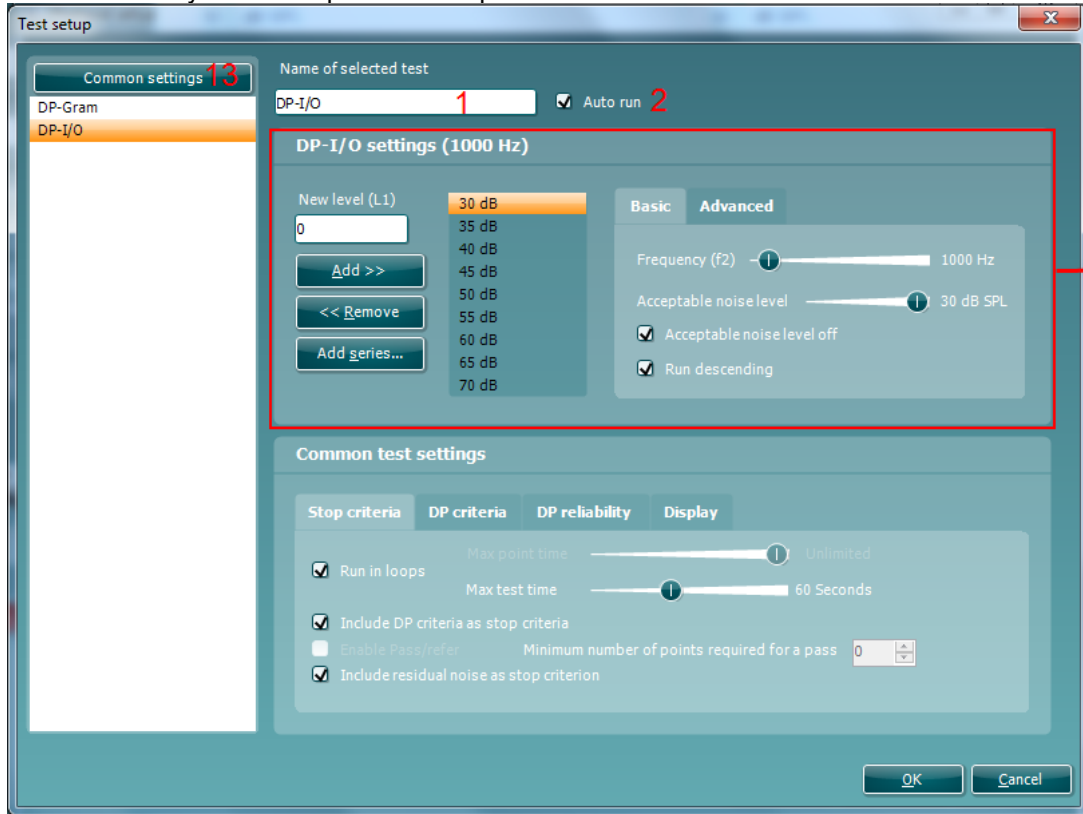 Test setup
Common settings 13
DP-Gram
DP-I/O
Name of selected test
DP-I/O 1
Auto run 2
DP-I/O settings (1000 Hz)
New level (L1)
0
Add >>
<< Remove
Add series...
30 dB
35 dB
40 dB
45 dB
50 dB
55 dB
60 dB
65 dB
70 dB
Basic Advanced
Frequency (f2) 1000 Hz
Acceptable noise level 30 dB SPL
Acceptable noise level off
Run descending
Common test settings
Stop criteria DP criteria DP reliability Display
Max point time Unlimited
Run in loops
Max test time 60 Seconds
Include DP criteria as stop criteria
Enable Pass/refer Minimum number of points required for a pass 0
Include residual noise as stop criterion
OK Cancel